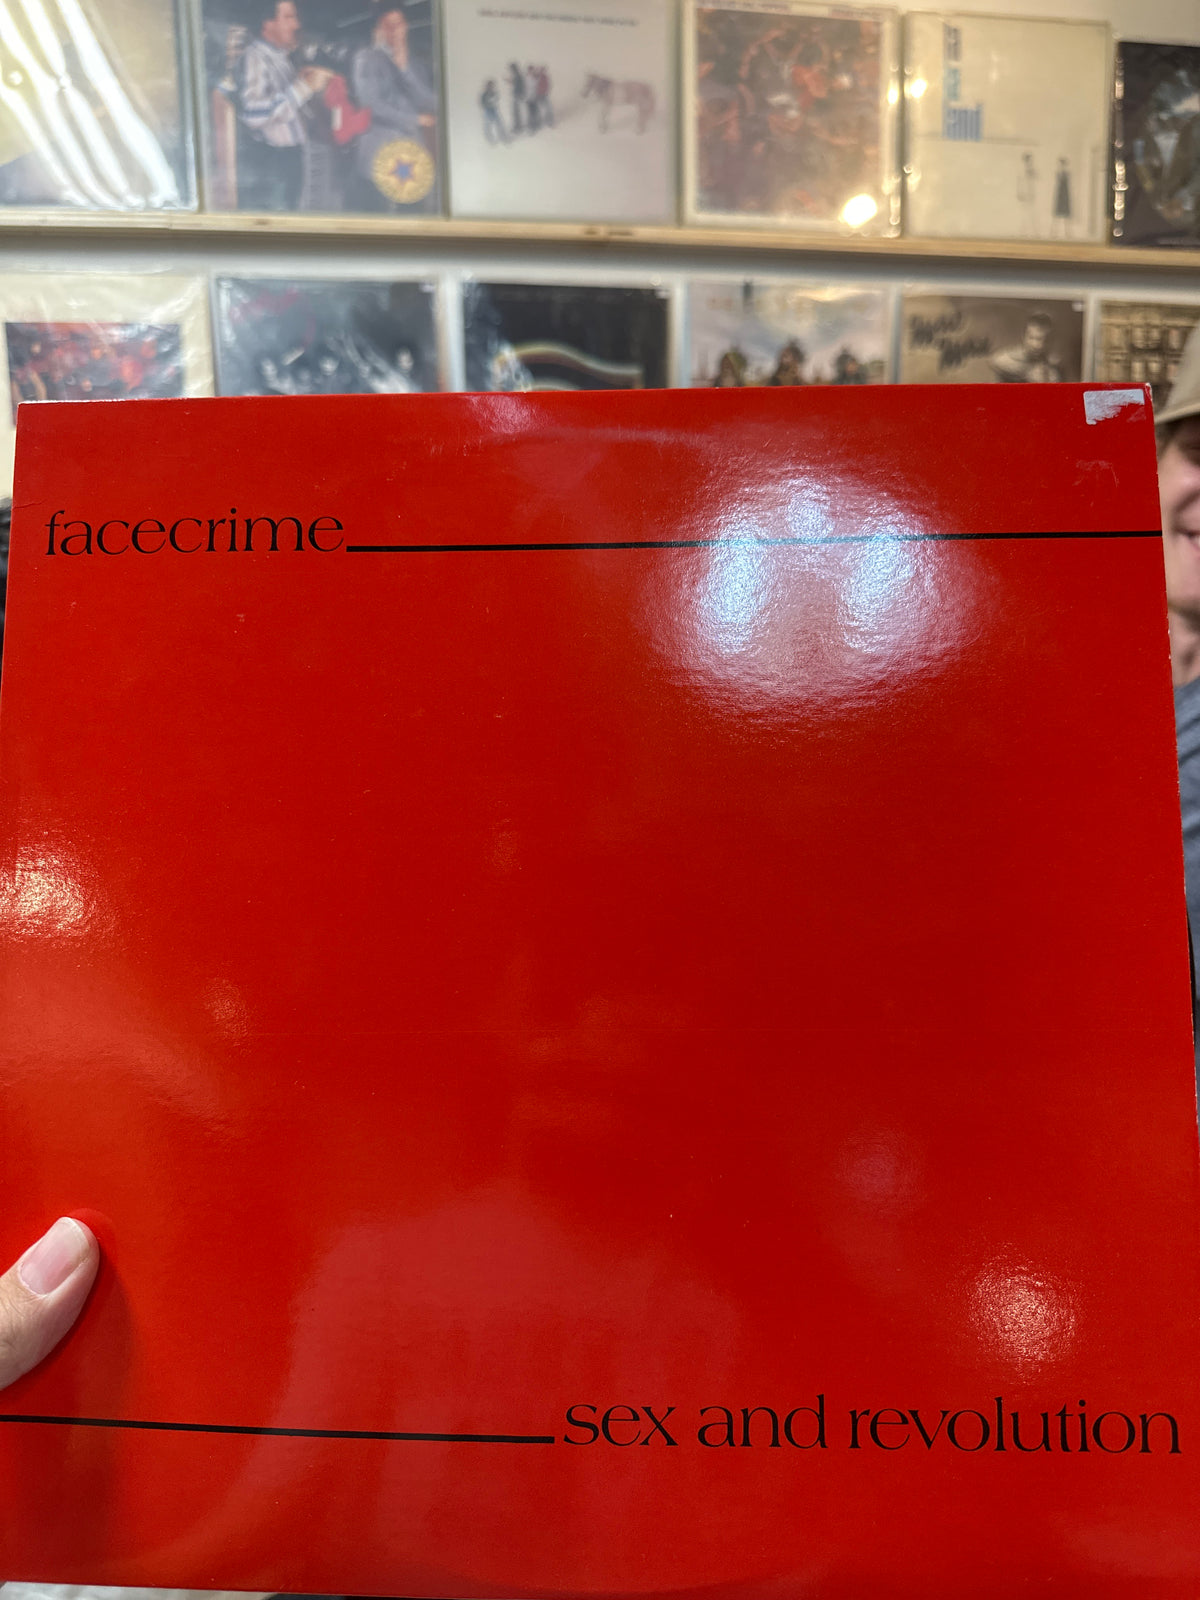 facecrime
sex and revolution